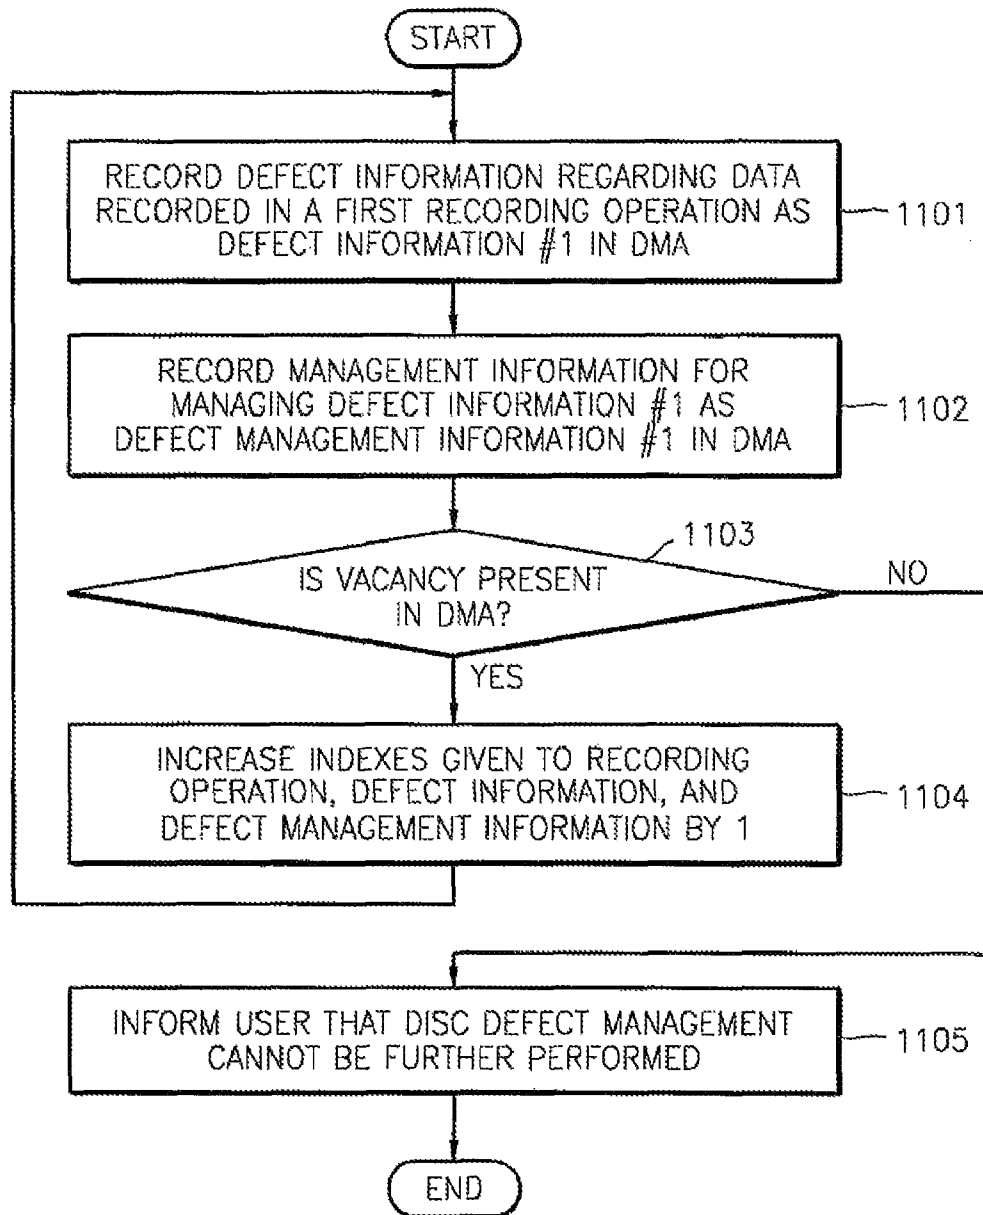 START
RECORD DEFECT INFORMATION REGARDING DATA
RECORDED IN A FIRST RECORDING OPERATION AS
DEFECT INFORMATION #1 IN DMA
1101
RECORD MANAGEMENT INFORMATION FOR
MANAGING DEFECT INFORMATION #1 AS
DEFECT MANAGEMENT INFORMATION #1 IN DMA
1102
1103
IS VACANCY PRESENT
IN DMA?
NO
YES
INCREASE INDEXES GIVEN TO RECORDING
OPERATION, DEFECT INFORMATION, AND
DEFECT MANAGEMENT INFORMATION BY 1
1104
INFORM USER THAT DISC DEFECT MANAGEMENT
CANNOT BE FURTHER PERFORMED
1105
END